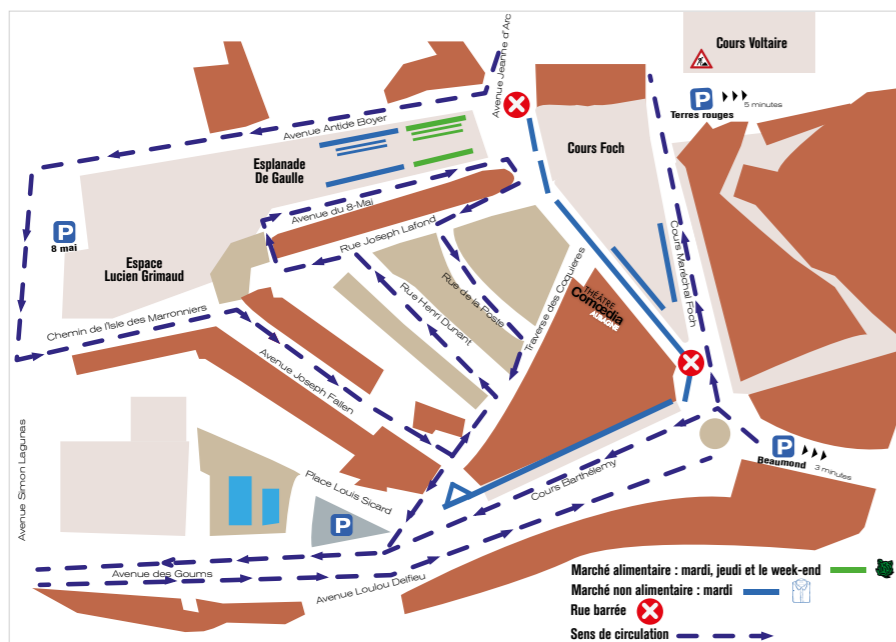 Avenue Jeanne d'Arc
Cours Voltaire
P
Terres rouges
5 minutes
Avenue Antide Boyer
Esplanade
De Gaulle
Cours Foch
Avenue du 8-Mai
Rue Joseph Lafond
P
8 mai
Espace
Lucien Grimaud
Rue de la Poste
Rue Henri Dunant
Traverse des Coquières
THÉÂTRE
Comœdia
AUBAGNE
Cours Maréchal Foch
Chemin de l'Isle des Marronniers
Avenue Joseph Fallen
Avenue Simon Lagunas
P
Beaumond
3 minutes
Place Louis Sicard
P
Cours Barthélemy
Avenue des Goums
Avenue Loulou Delfieu
Marché alimentaire : mardi, jeudi et le week-end
Marché non alimentaire : mardi
Rue barrée
Sens de circulation